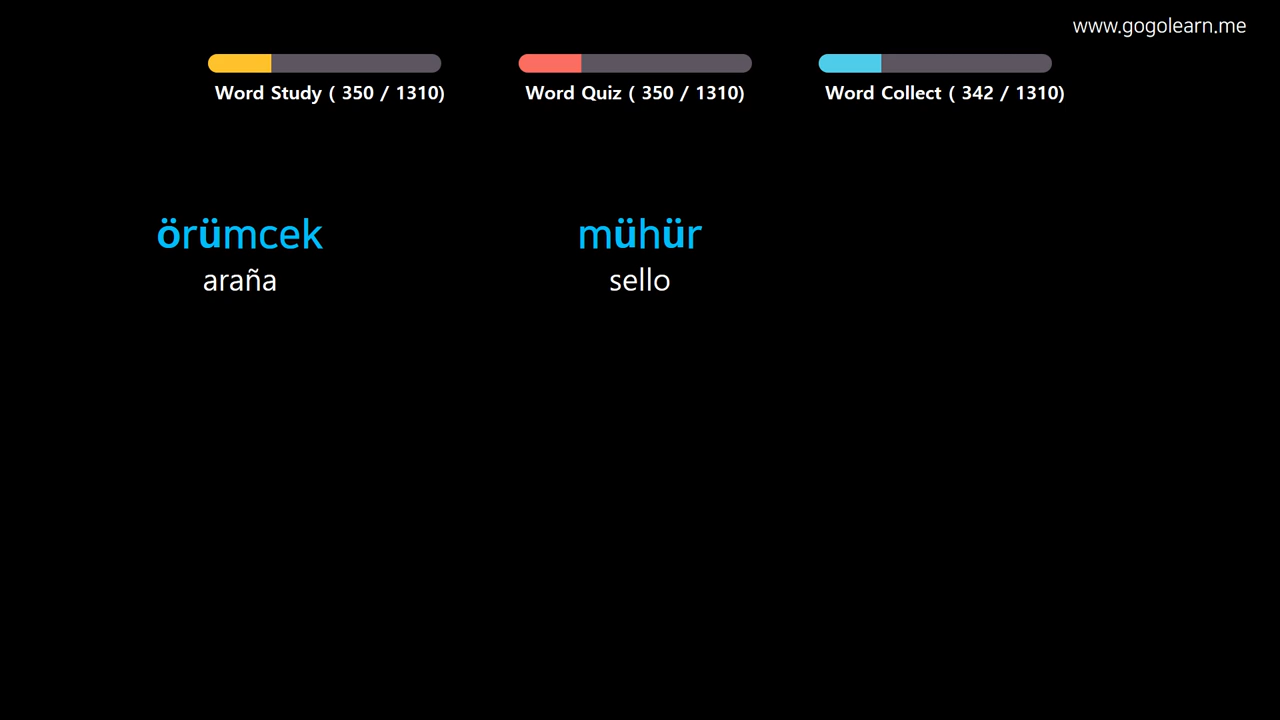 www.gogolearn.me
Word Study ( 350 / 1310)
Word Quiz ( 350 / 1310)
Word Collect ( 342 / 1310)
örümcek
araña
mühür
sello